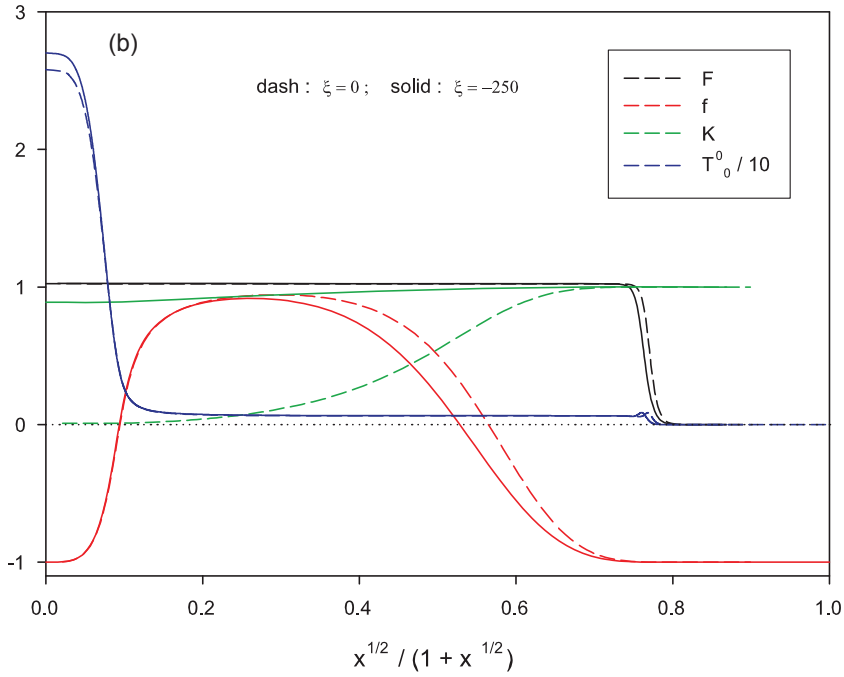 3
(b)
dash : ξ = 0 ; solid : ξ = −250
F
f
K
T⁰₀ / 10
2
1
0
-1
0.0 0.2 0.4 0.6 0.8 1.0
x^{1/2} / (1 + x^{1/2})